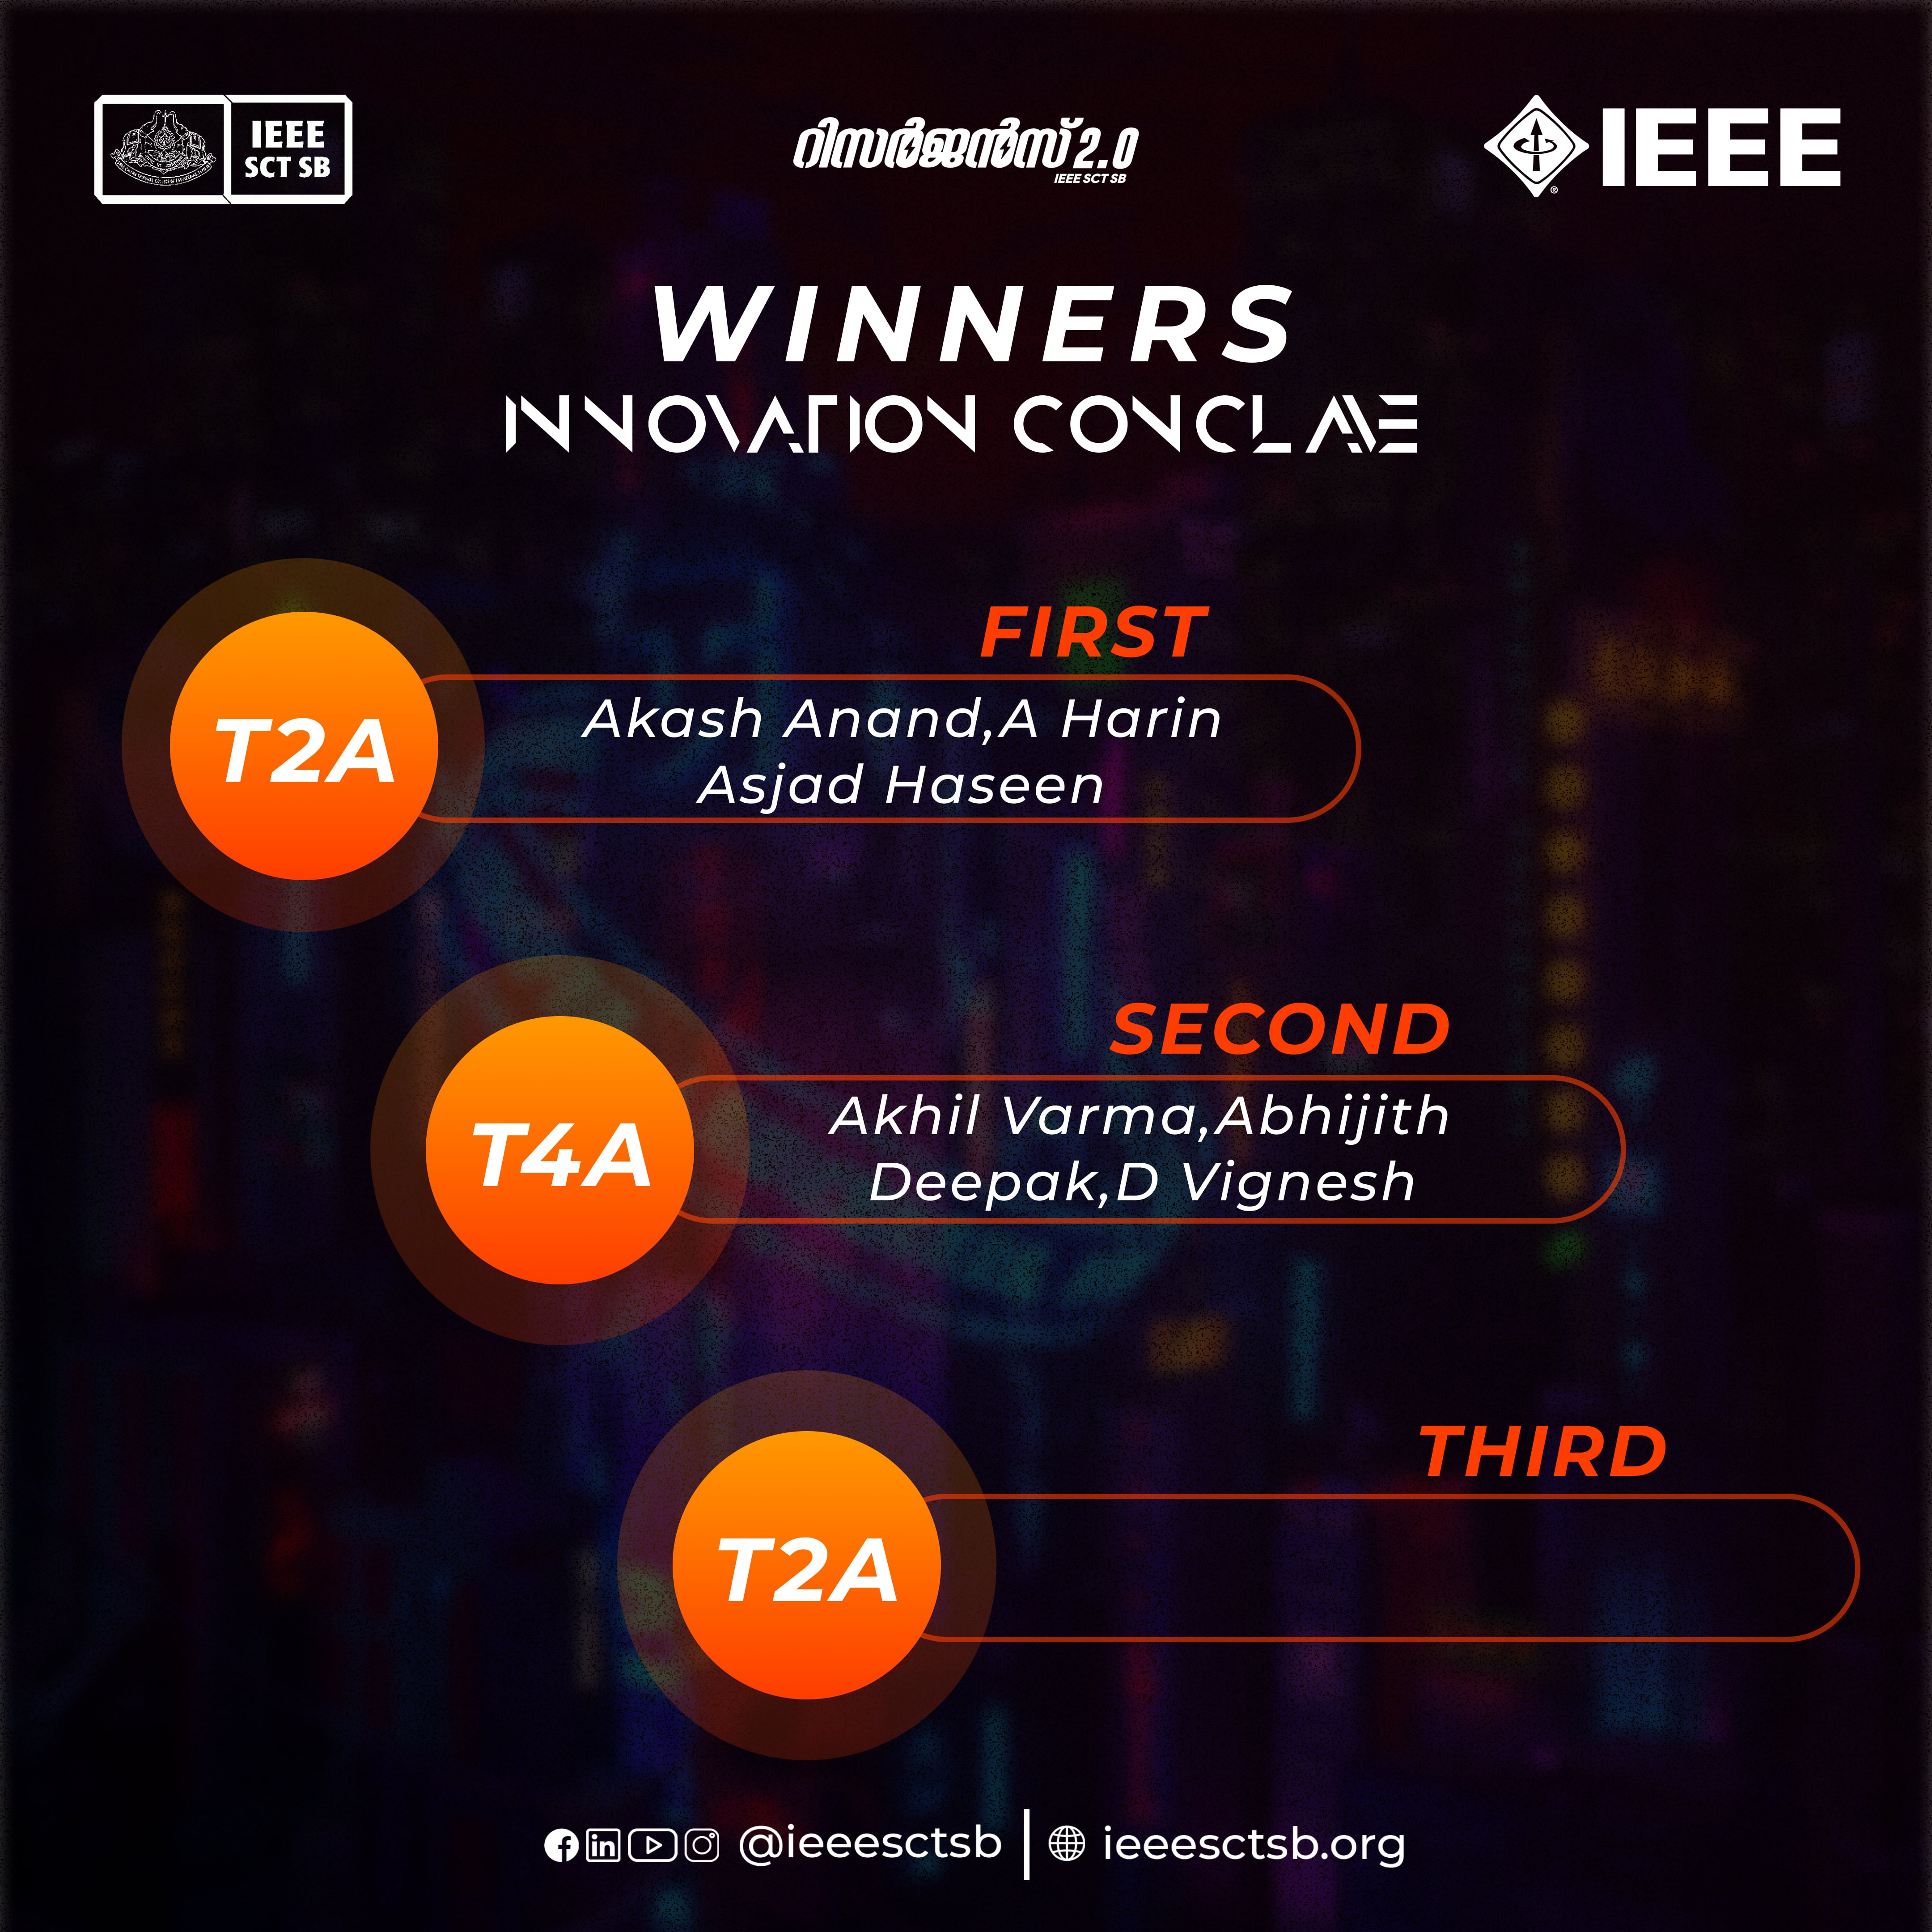 IEEE
SCT SB
റിസർജൻസ് 2.0
IEEE SCT SB
IEEE
WINNERS
INNOVATION CONCLAVE
FIRST
T2A
Akash Anand,A Harin
Asjad Haseen
SECOND
T4A
Akhil Varma,Abhijith
Deepak,D Vignesh
THIRD
T2A
@ieeesctsb
ieeesctsb.org